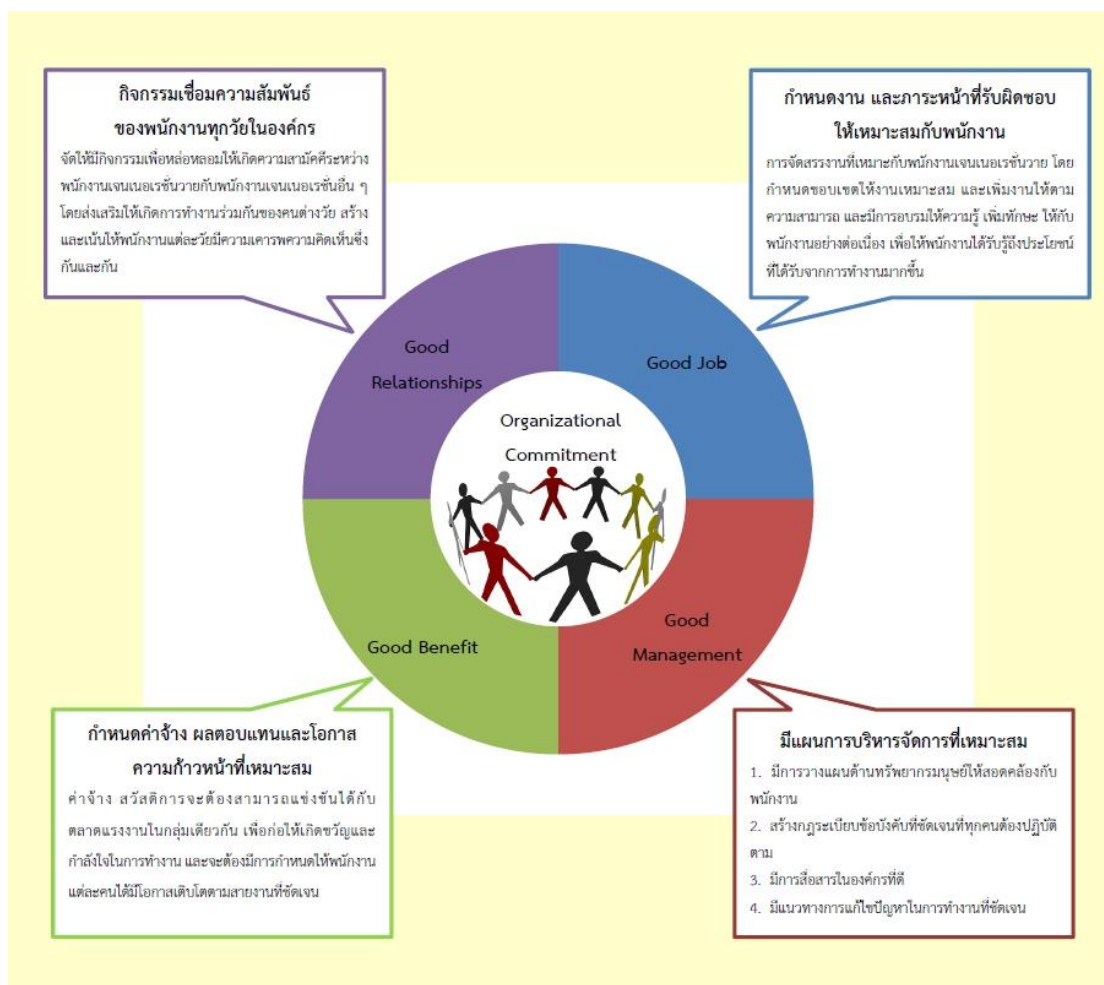 กิจกรรมเชื่อมความสัมพันธ์
ของพนักงานทุกวัยในองค์กร
จัดให้มีกิจกรรมเพื่อหล่อหลอมให้เกิดความสามัคคีระหว่าง
พนักงานเจนเนอเรชั่นวายกับพนักงานเจนเนอเรชั่นอื่น ๆ
โดยส่งเสริมให้เกิดการทำงานร่วมกันของคนต่างวัย สร้าง
และเน้นให้พนักงานแต่ละวัยมีความเคารพความคิดเห็นซึ่ง
กันและกัน
กำหนดงาน และภาระหน้าที่รับผิดชอบ
ให้เหมาะสมกับพนักงาน
การจัดสรรงานที่เหมาะกับพนักงานเจนเนอเรชั่นวาย โดย
กำหนดขอบเขตให้งานเหมาะสม และเพิ่มงานให้ตาม
ความสามารถ และมีการอบรมให้ความรู้ เพิ่มทักษะ ให้กับ
พนักงานอย่างต่อเนื่อง เพื่อให้พนักงานได้รับรู้ถึงประโยชน์
ที่ได้รับจากการทำงานมากขึ้น
Good
Relationships
Good Job
Organizational
Commitment
Good Benefit
Good
Management
กำหนดค่าจ้าง ผลตอบแทนและโอกาส
ความก้าวหน้าที่เหมาะสม
ค่าจ้าง สวัสดิการจะต้องสามารถแข่งขันได้กับ
ตลาดแรงงานในกลุ่มเดียวกัน เพื่อก่อให้เกิดขวัญและ
กำลังใจในการทำงาน และจะต้องมีการกำหนดให้พนักงาน
แต่ละคนได้มีโอกาสเติบโตตามสายงานที่ชัดเจน
มีแผนการบริหารจัดการที่เหมาะสม
1. มีการวางแผนด้านทรัพยากรมนุษย์ให้สอดคล้องกับ
พนักงาน
2. สร้างกฎระเบียบข้อบังคับที่ชัดเจนที่ทุกคนต้องปฏิบัติ
ตาม
3. มีการสื่อสารในองค์กรที่ดี
4. มีแนวทางการแก้ไขปัญหาในการทำงานที่ชัดเจน